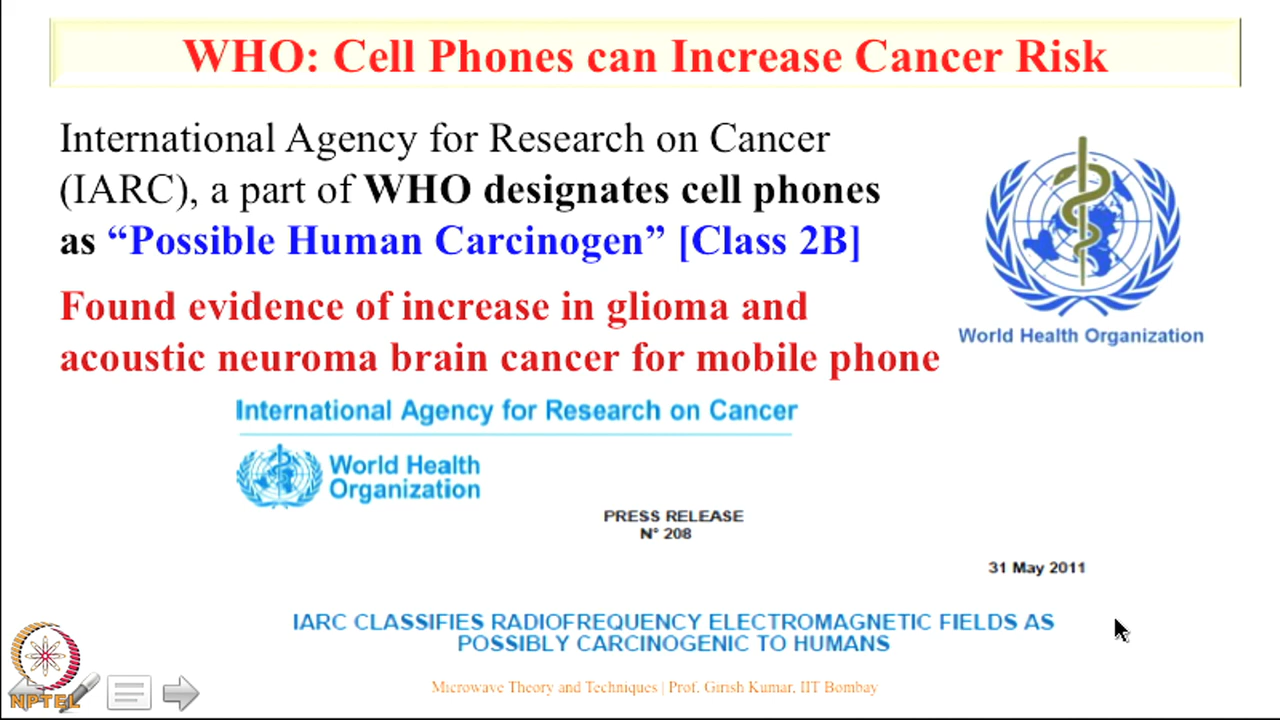 WHO: Cell Phones can Increase Cancer Risk
International Agency for Research on Cancer
(IARC), a part of WHO designates cell phones
as “Possible Human Carcinogen” [Class 2B]
Found evidence of increase in glioma and
acoustic neuroma brain cancer for mobile phone
World Health Organization
International Agency for Research on Cancer
World Health
Organization
PRESS RELEASE
N° 208
31 May 2011
IARC CLASSIFIES RADIOFREQUENCY ELECTROMAGNETIC FIELDS AS
POSSIBLY CARCINOGENIC TO HUMANS
NPTEL
Microwave Theory and Techniques | Prof. Girish Kumar, IIT Bombay